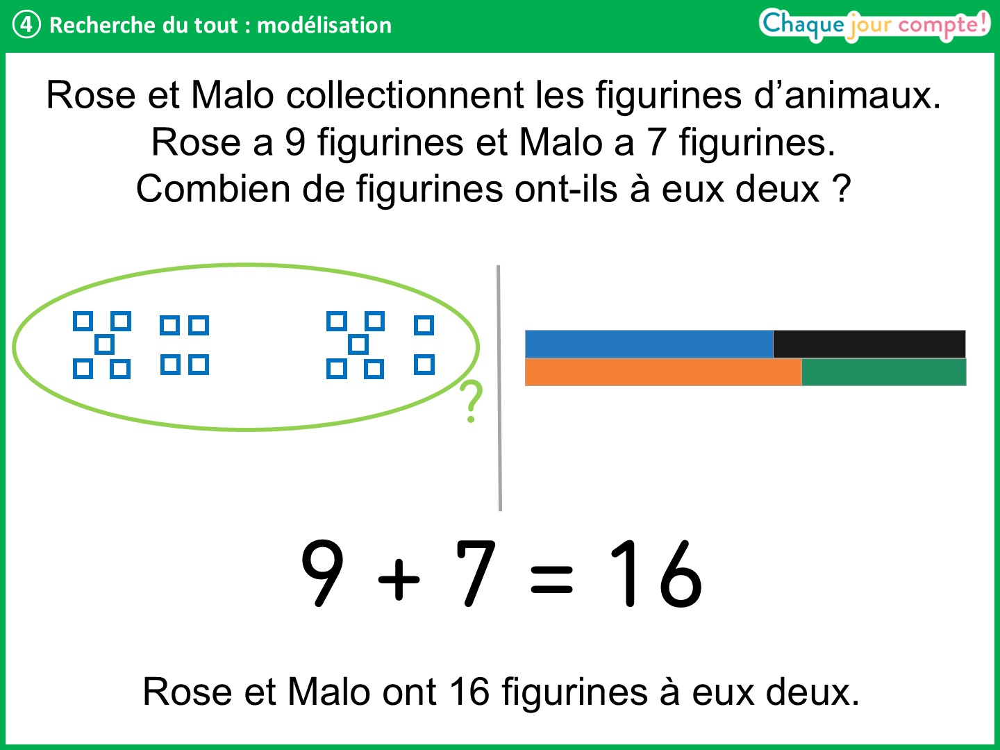 ④ Recherche du tout : modélisation
Chaque jour compte!
Rose et Malo collectionnent les figurines d’animaux.
Rose a 9 figurines et Malo a 7 figurines.
Combien de figurines ont-ils à eux deux ?
?
9 + 7 = 16
Rose et Malo ont 16 figurines à eux deux.